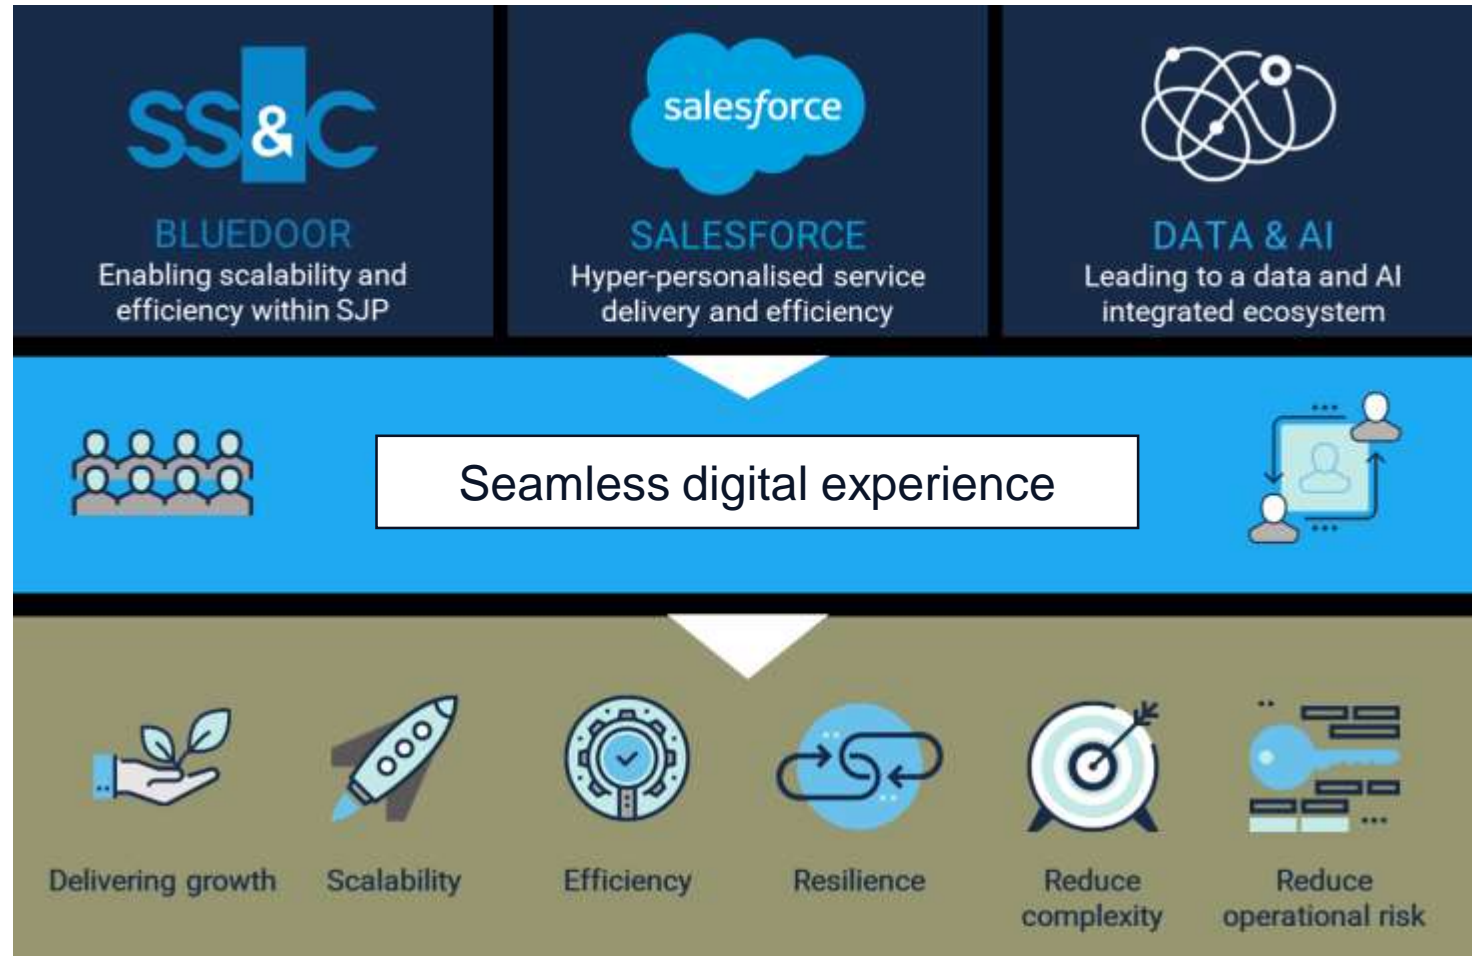 SS&C
salesforce
BLUEDOOR
Enabling scalability and
efficiency within SJP
SALESFORCE
Hyper-personalised service
delivery and efficiency
DATA & AI
Leading to a data and AI
integrated ecosystem
Seamless digital experience
Delivering growth
Scalability
Efficiency
Resilience
Reduce
complexity
Reduce
operational risk